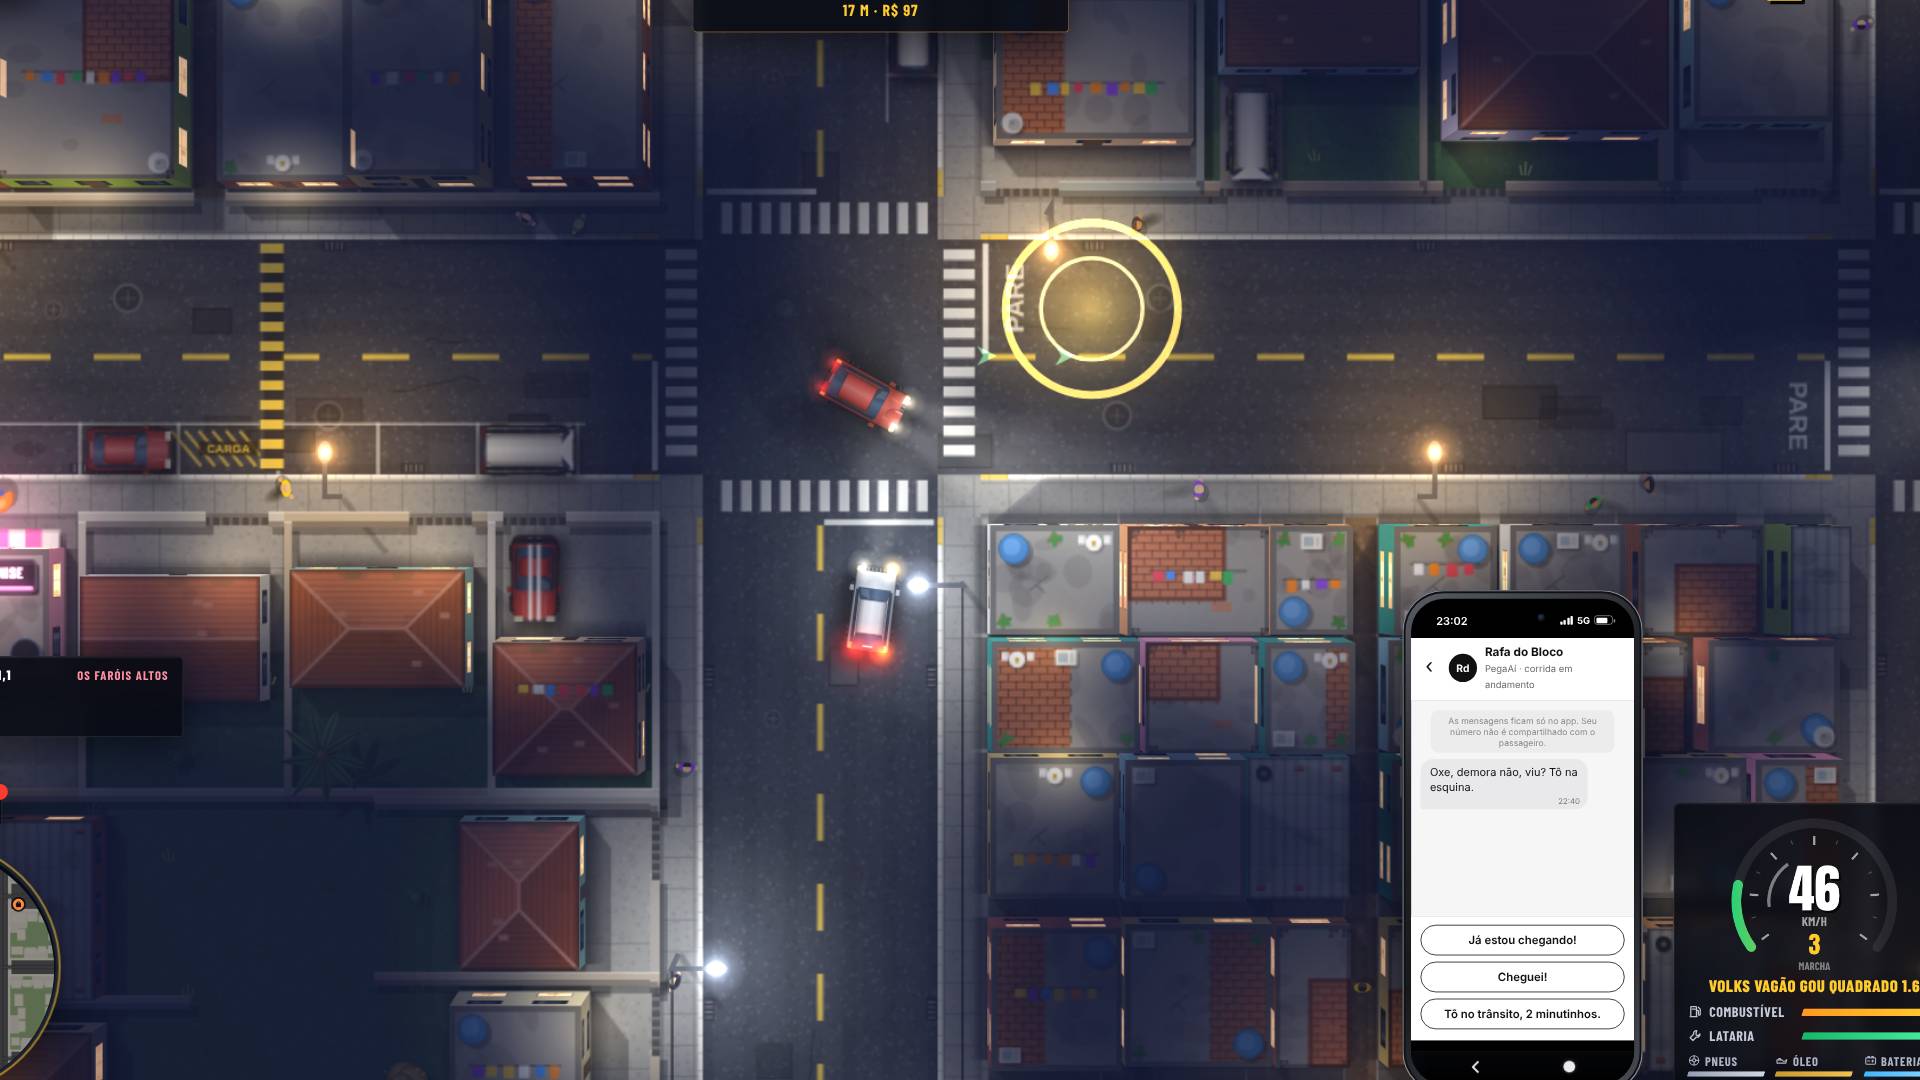 17 M · R$ 97
PARE
PARE
CARGA
OS FARÓIS ALTOS
23:02
5G
Rd
Rafa do Bloco
PegaAí · corrida em
andamento
As mensagens ficam só no app. Seu
número não é compartilhado com o
passageiro.
Oxe, demora não, viu? Tô na
esquina.
22:40
Já estou chegando!
Cheguei!
Tô no trânsito, 2 minutinhos.
46
KM/H
3
MARCHA
VOLKS VAGÃO GOU QUADRADO 1.6
COMBUSTÍVEL
LATARIA
PNEUS
ÓLEO
BATERIA